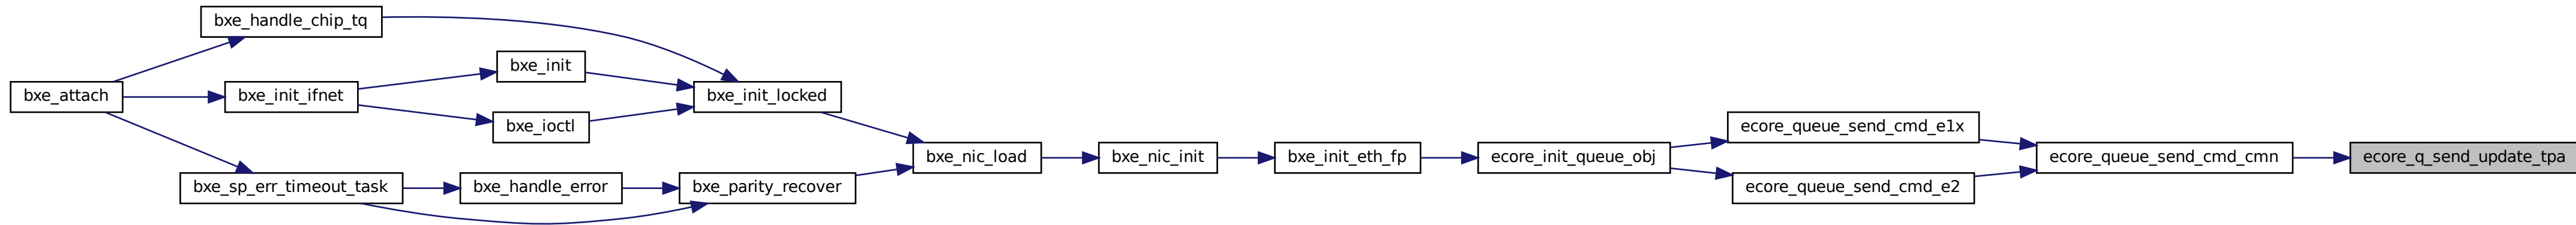 bxe_handle_chip_tq
bxe_init
bxe_attach
bxe_init_ifnet
bxe_init_locked
bxe_ioctl
ecore_queue_send_cmd_e1x
bxe_nic_load
bxe_nic_init
bxe_init_eth_fp
ecore_init_queue_obj
ecore_queue_send_cmd_cmn
ecore_q_send_update_tpa
bxe_sp_err_timeout_task
bxe_handle_error
bxe_parity_recover
ecore_queue_send_cmd_e2